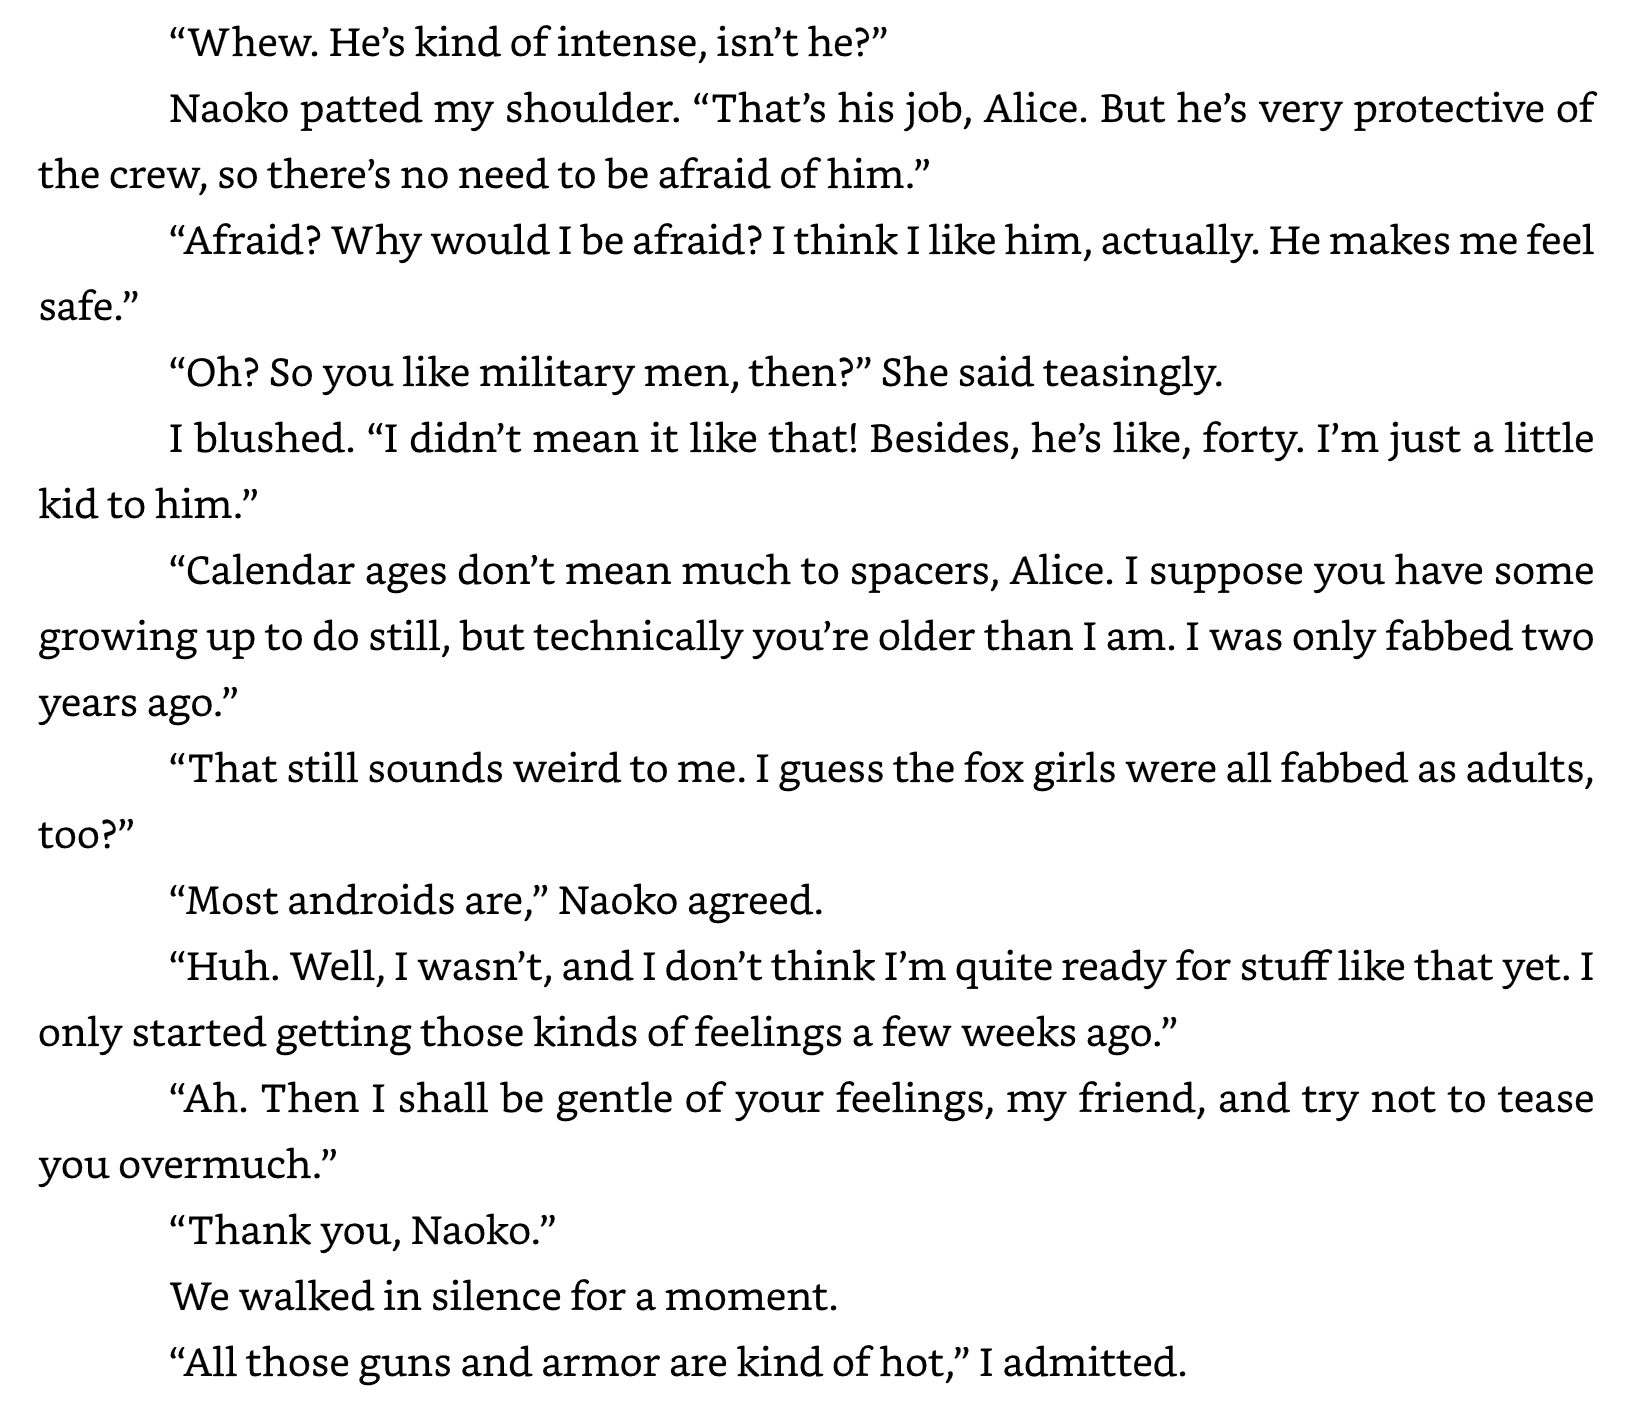 “Whew. He’s kind of intense, isn’t he?”
Naoko patted my shoulder. “That’s his job, Alice. But he’s very protective of
the crew, so there’s no need to be afraid of him.”
“Afraid? Why would I be afraid? I think I like him, actually. He makes me feel
safe.”
“Oh? So you like military men, then?” She said teasingly.
I blushed. “I didn’t mean it like that! Besides, he’s like, forty. I’m just a little
kid to him.”
“Calendar ages don’t mean much to spacers, Alice. I suppose you have some
growing up to do still, but technically you’re older than I am. I was only fabbed two
years ago.”
“That still sounds weird to me. I guess the fox girls were all fabbed as adults,
too?”
“Most androids are,” Naoko agreed.
“Huh. Well, I wasn’t, and I don’t think I’m quite ready for stuff like that yet. I
only started getting those kinds of feelings a few weeks ago.”
“Ah. Then I shall be gentle of your feelings, my friend, and try not to tease
you overmuch.”
“Thank you, Naoko.”
We walked in silence for a moment.
“All those guns and armor are kind of hot,” I admitted.